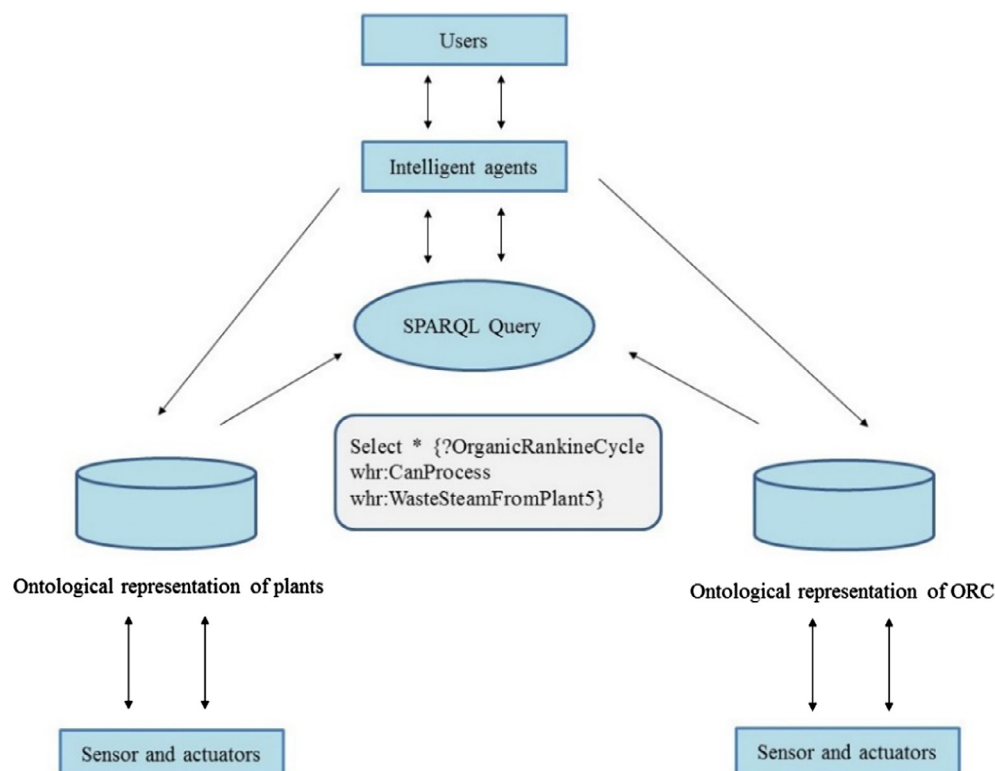 Users
Intelligent agents
SPARQL Query
Select * {?OrganicRankineCycle
whr:CanProcess
whr:WasteSteamFromPlant5}
Ontological representation of plants
Ontological representation of ORC
Sensor and actuators
Sensor and actuators